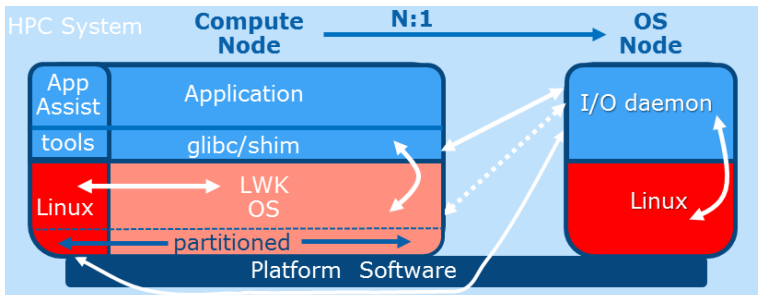 HPC System
Compute
Node
N:1
OS
Node
App
Assist
Application
I/O daemon
tools
glibc/shim
Linux
LWK
OS
Linux
partitioned
Platform Software